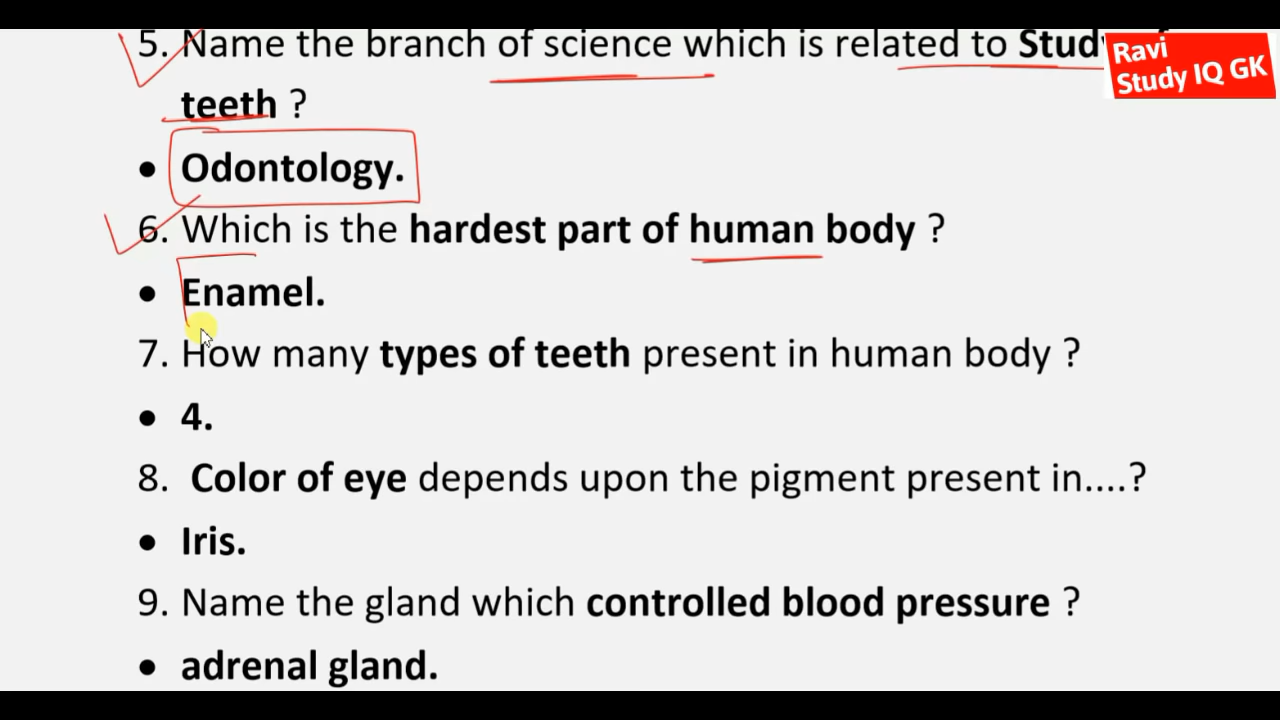 5. Name the branch of science which is related to Study
teeth ?
• Odontology.
6. Which is the hardest part of human body ?
• Enamel.
7. How many types of teeth present in human body ?
• 4.
8. Color of eye depends upon the pigment present in....?
• Iris.
9. Name the gland which controlled blood pressure ?
• adrenal gland.
Ravi
Study IQ GK